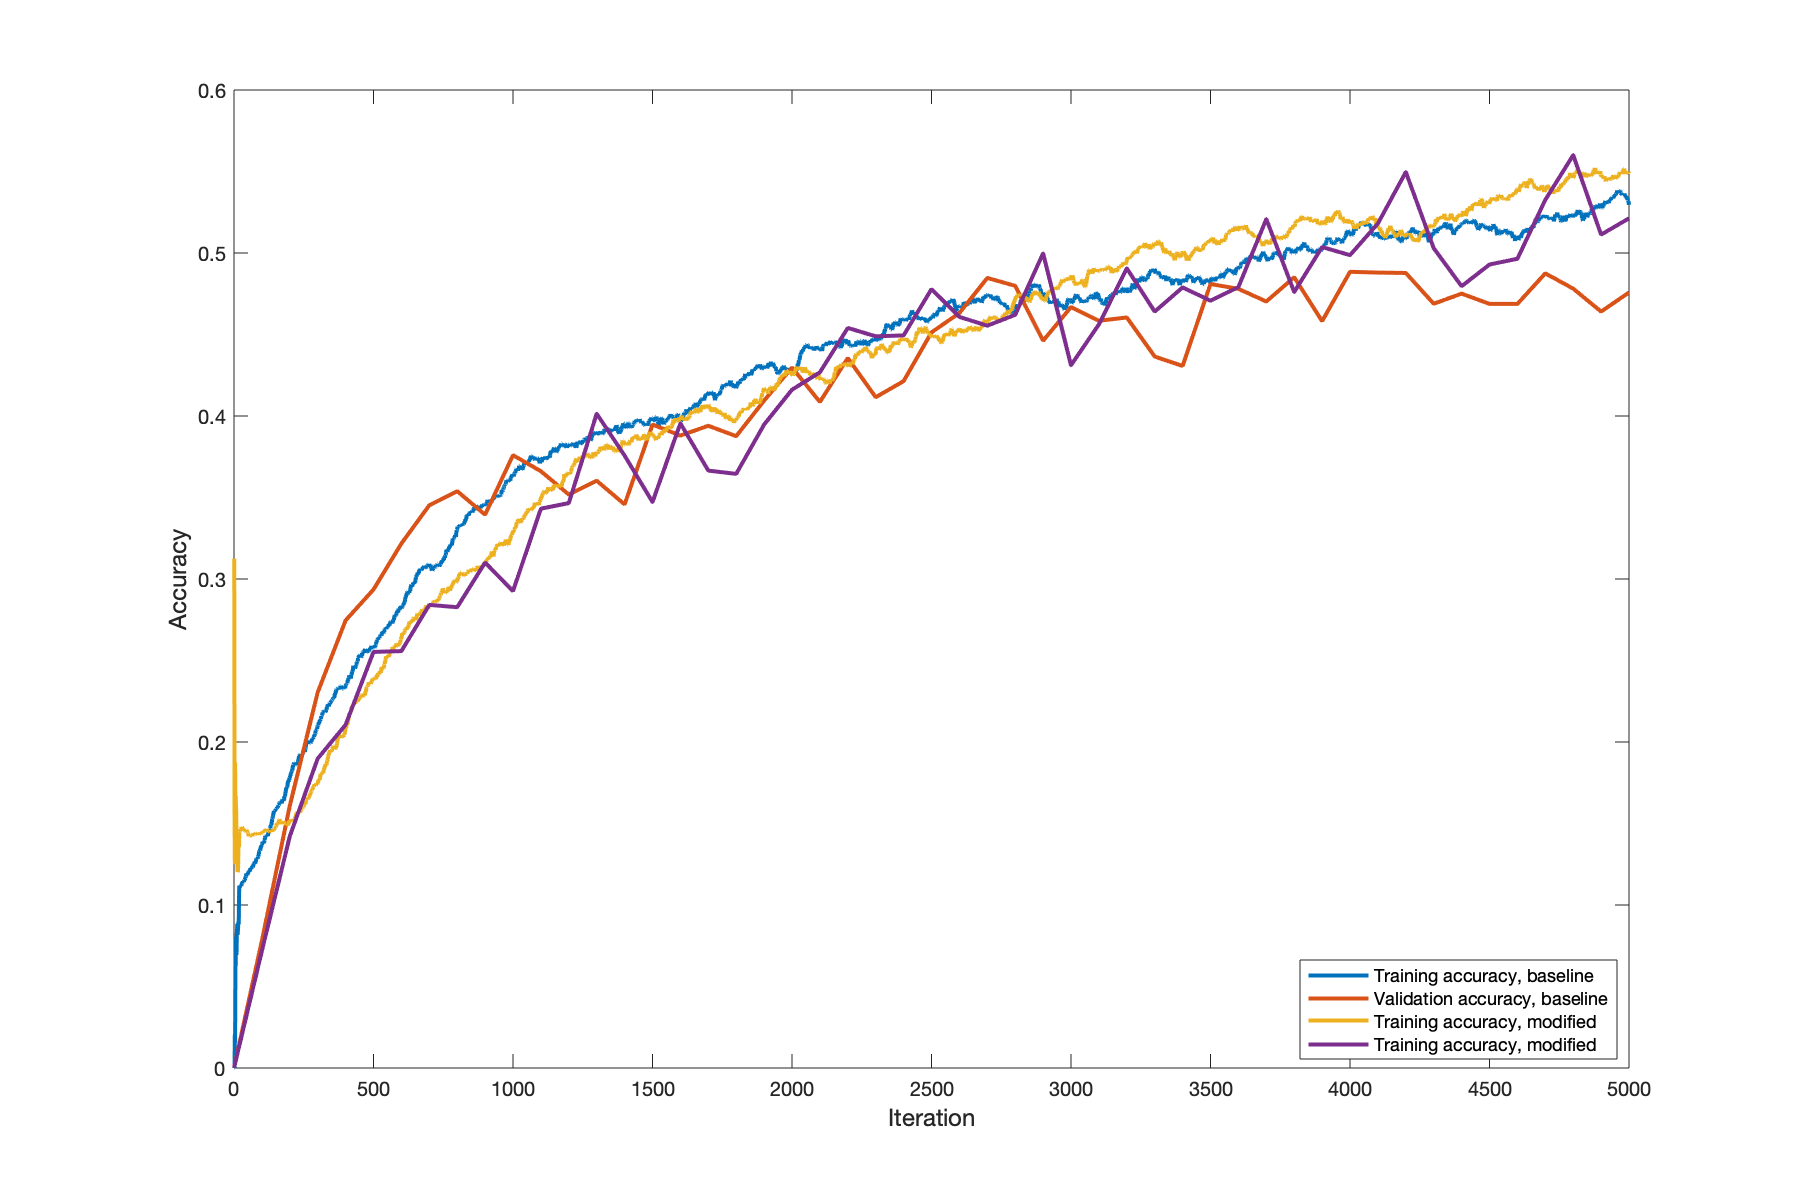 0.6
0.5
0.4
0.3
0.2
0.1
0
Accuracy
0 500 1000 1500 2000 2500 3000 3500 4000 4500 5000
Iteration
Training accuracy, baseline
Validation accuracy, baseline
Training accuracy, modified
Training accuracy, modified